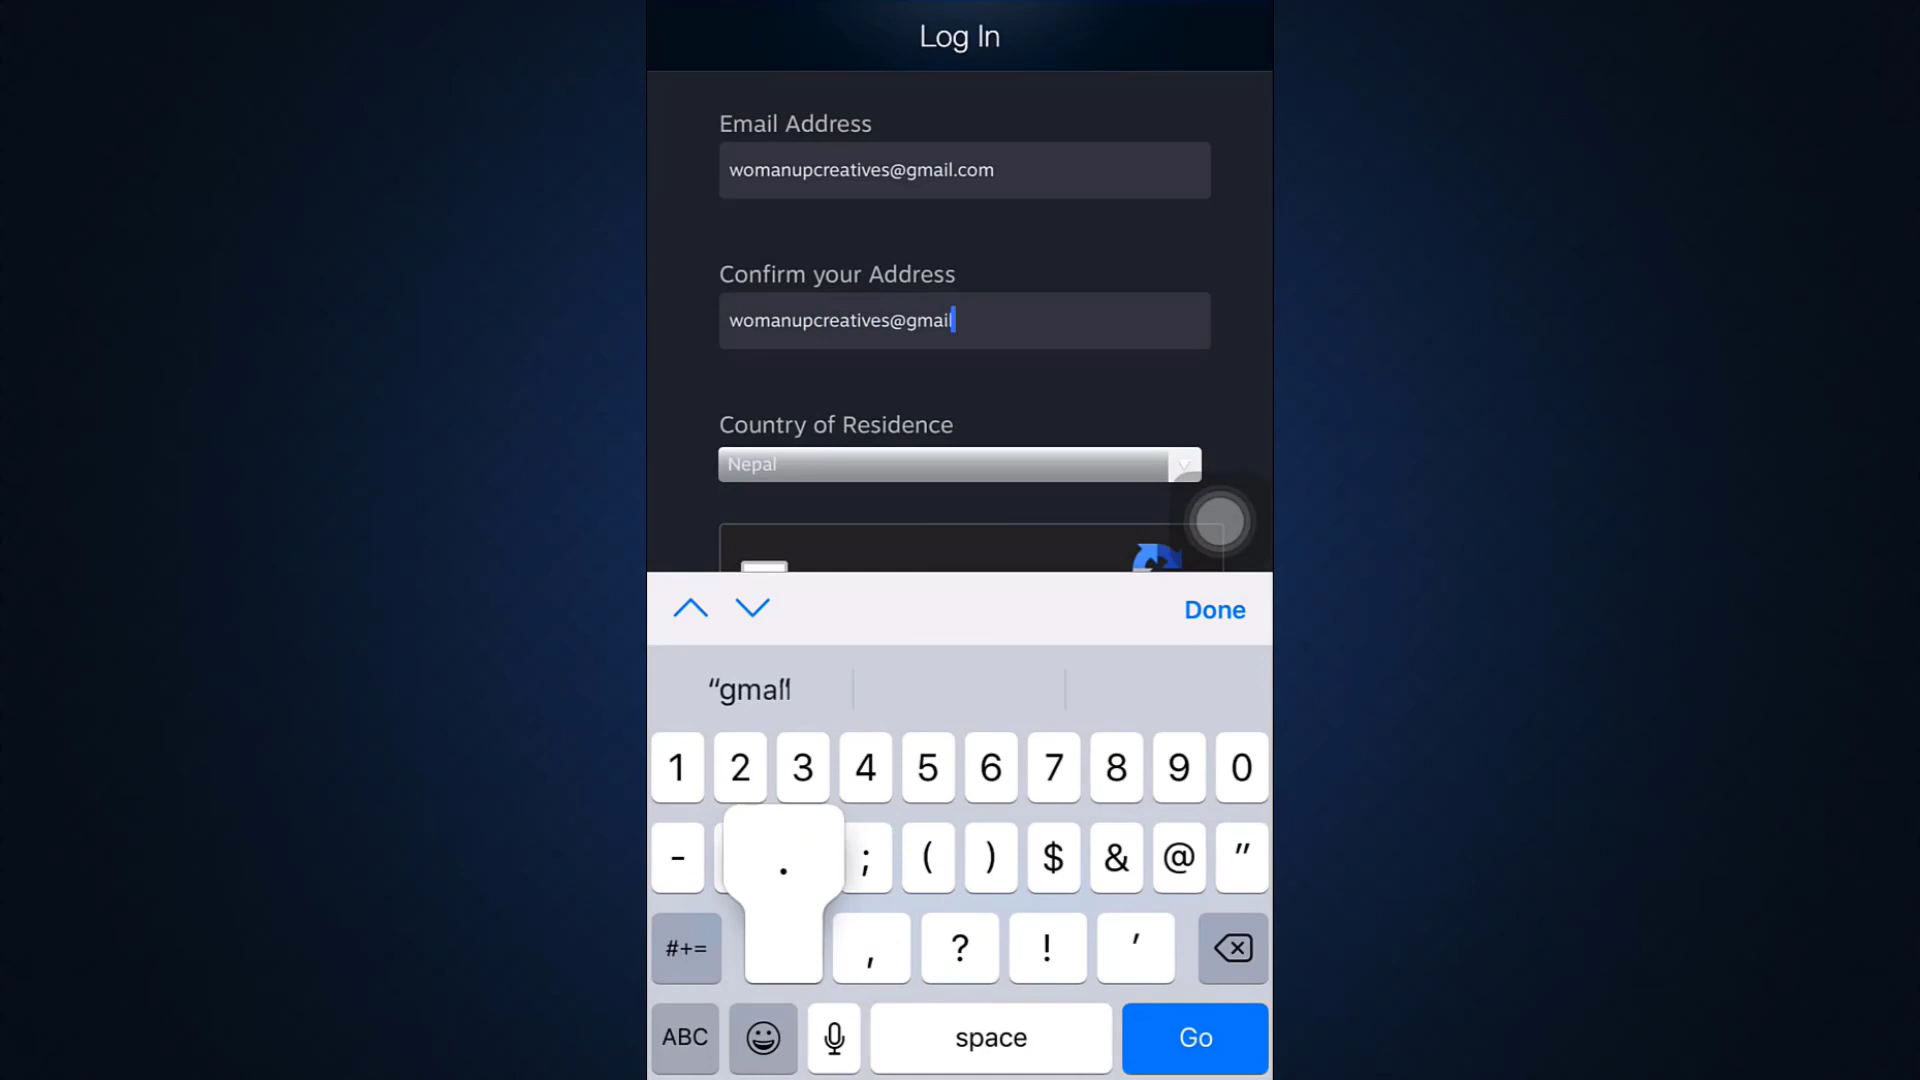 Log In
Email Address
womanupcreatives@gmail.com
Confirm your Address
womanupcreatives@gmail
Country of Residence
Nepal
Done
“gmail”
1 2 3 4 5 6 7 8 9 0
- . ; ( ) $ & @ "
#+= , ? ! '
ABC space Go